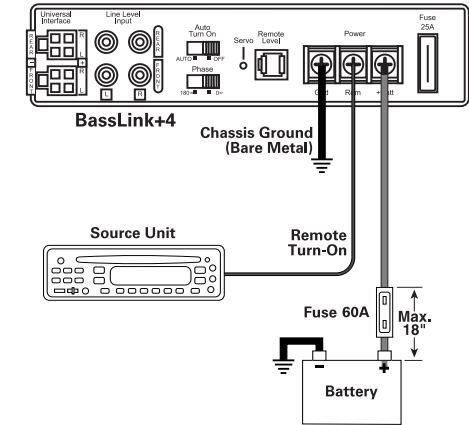 Universal Interface
Line Level Input
Auto Turn On
AUTO OFF
Servo
Remote Level
Power
Fuse 25A
REAR
R
L
+
-
FRONT
R
L
REAR
FRONT
L
R
Phase
180° 0°
Gnd
Rem
+Batt
BassLink+4
Chassis Ground
(Bare Metal)
Source Unit
Remote
Turn-On
Fuse 60A
Max.
18"
-
+
Battery